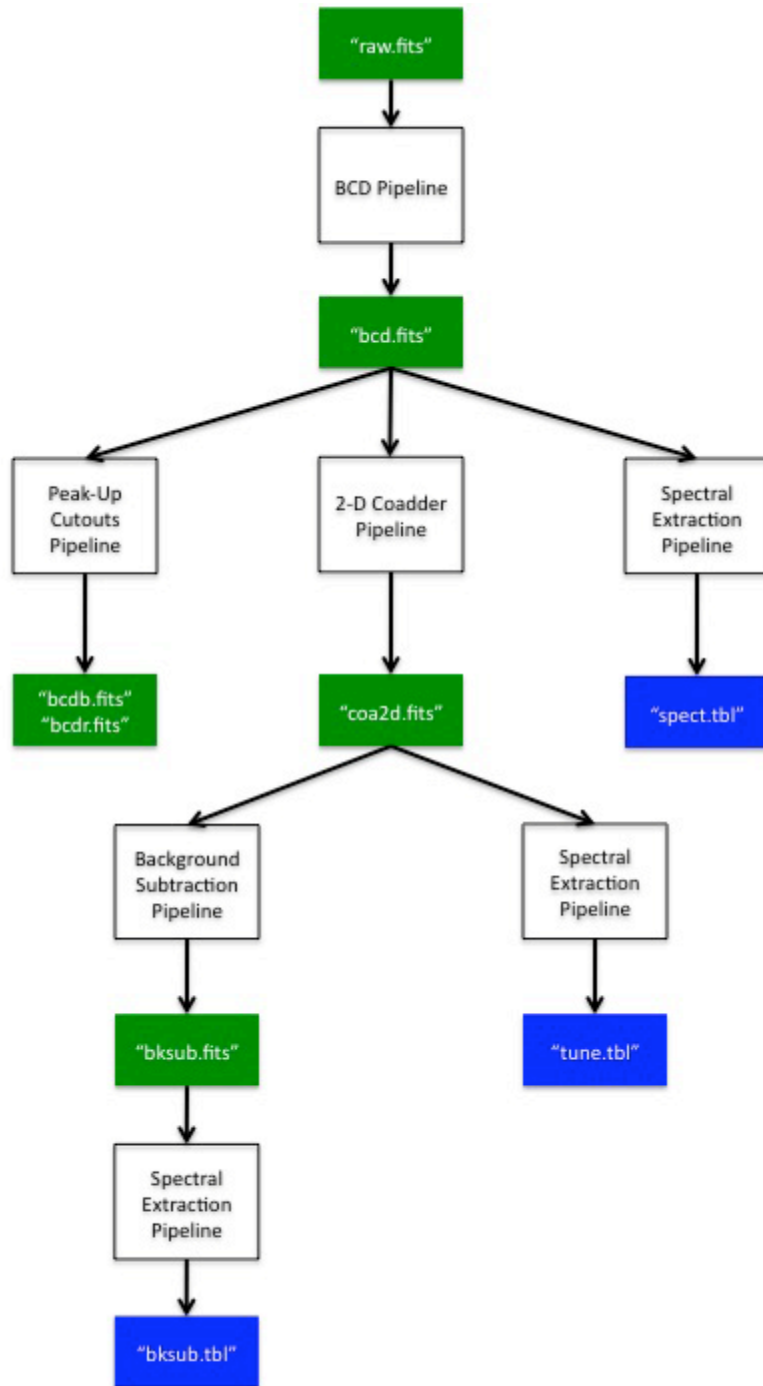 “raw.fits”
BCD Pipeline
“bcd.fits”
Peak-Up
Cutouts
Pipeline
2-D Coadder
Pipeline
Spectral
Extraction
Pipeline
“bcdb.fits”
“bcdr.fits”
“coa2d.fits”
“spect.tbl”
Background
Subtraction
Pipeline
Spectral
Extraction
Pipeline
“bksub.fits”
“tune.tbl”
Spectral
Extraction
Pipeline
“bksub.tbl”